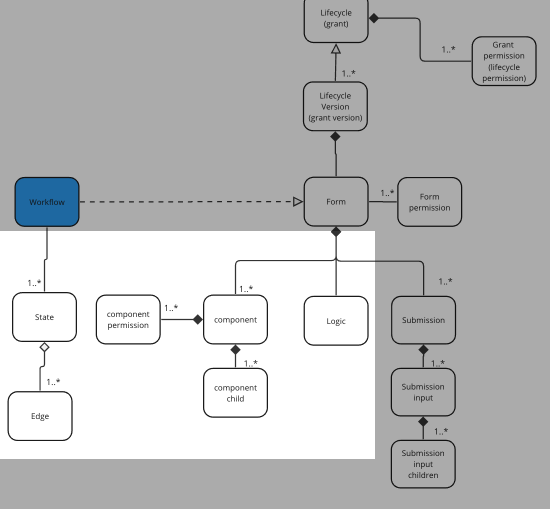 Lifecycle
(grant)
1..*
Grant
permission
(lifecycle
permission)
1..*
Lifecycle
Version
(grant version)
Workflow
Form
1..*
Form
permission
1..*
1..*
1..*
1..*
State
component
permission
component
Logic
Submission
1..*
1..*
1..*
component
child
Submission
input
Edge
1..*
Submission
input
children